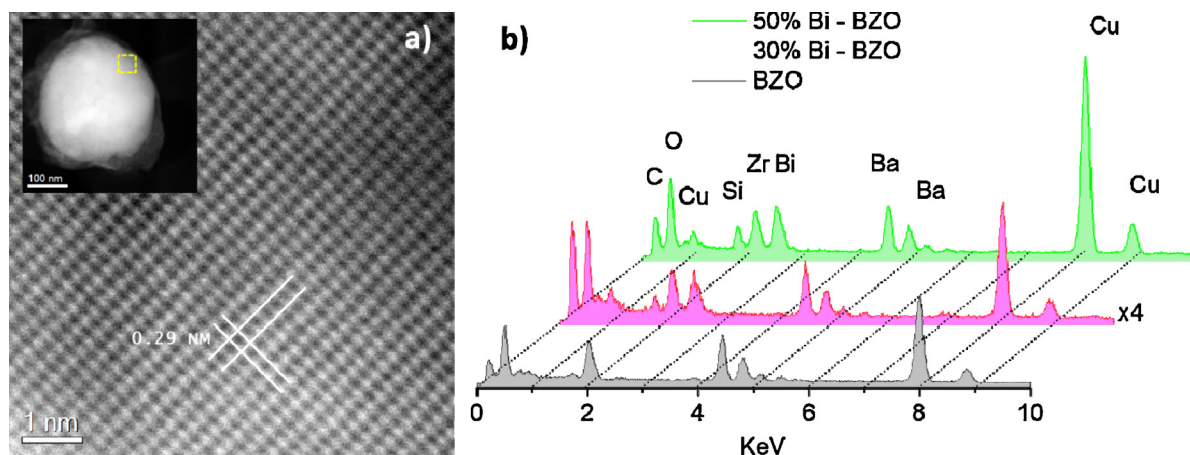 a)
100 nm
0.29 NM
1 nm
b)
50% Bi - BZO
30% Bi - BZO
BZO
Cu
O
C
Cu
Si
Zr Bi
Ba
Ba
Cu
x4
0 2 4 6 8 10
KeV